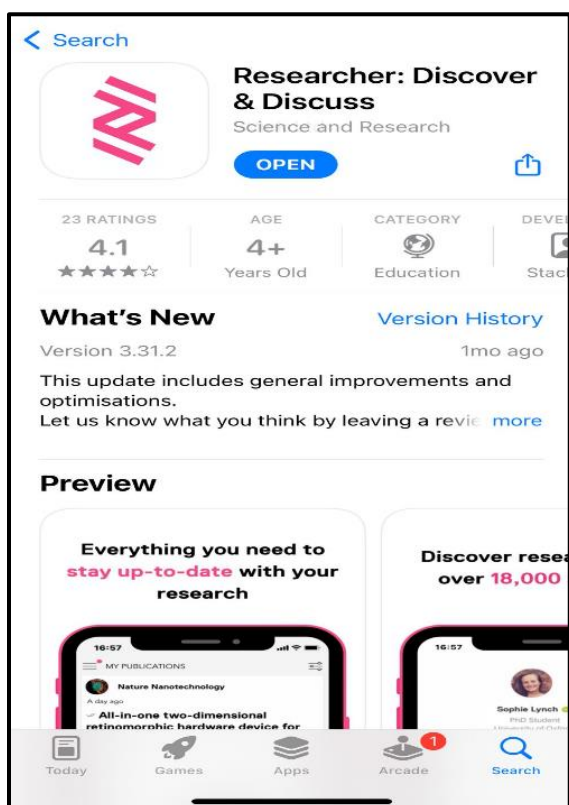 Search
Researcher: Discover
& Discuss
Science and Research
OPEN
23 RATINGS
AGE
CATEGORY
4.1
4+
Years Old
Education
What's New
Version History
Version 3.31.2
1mo ago
This update includes general improvements and
optimisations.
Let us know what you think by leaving a more
Preview
Everything you need to
stay up-to-date with your
research
16:57
MY PUBLICATIONS
Nature Nanotechnology
A day ago
All-in-one two-dimensional
retinomorphic hardware device for
Discover
over 18,000
16:57
Sophie Lynch
PhD Student
Today
Games
Apps
Arcade
1
Search